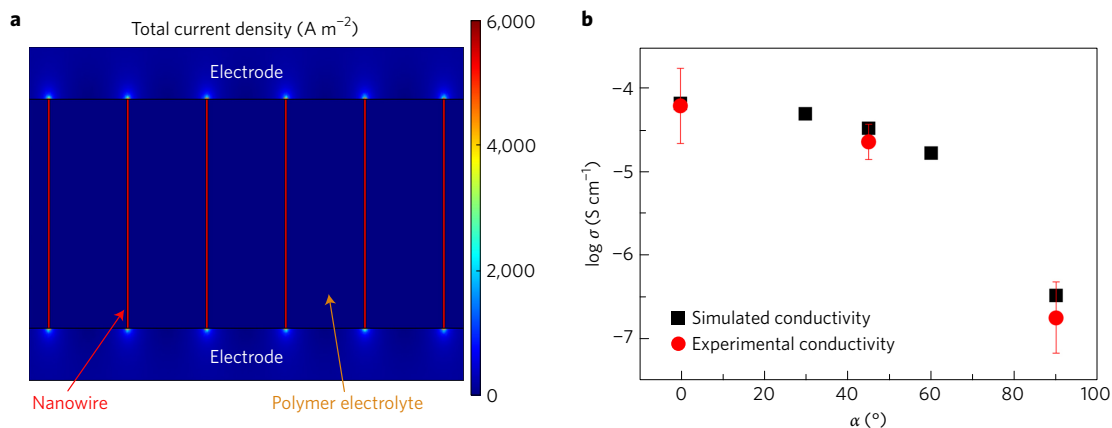 a
Total current density (A m−2)
Electrode
Electrode
Nanowire
Polymer electrolyte
6,000
4,000
2,000
0
b
log σ (S cm−1)
−4
−5
−6
−7
Simulated conductivity
Experimental conductivity
0 20 40 60 80 100
α (°)